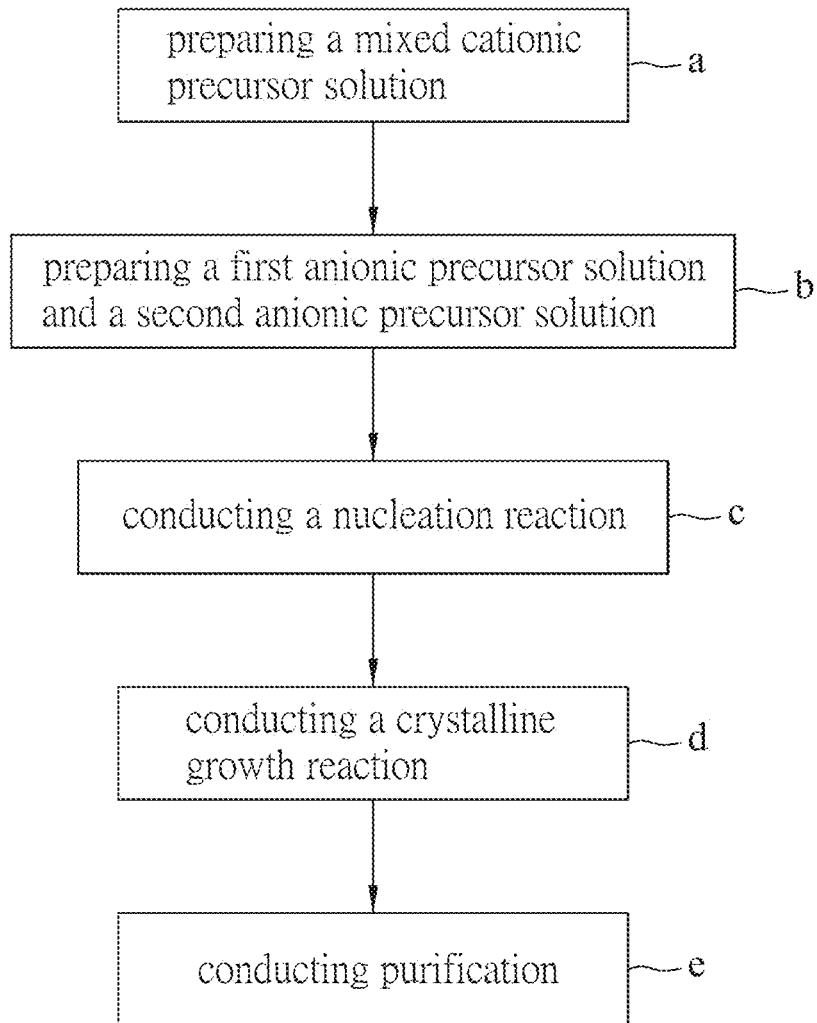 preparing a mixed cationic
precursor solution
a
preparing a first anionic precursor solution
and a second anionic precursor solution
b
conducting a nucleation reaction
c
conducting a crystalline
growth reaction
d
conducting purification
e